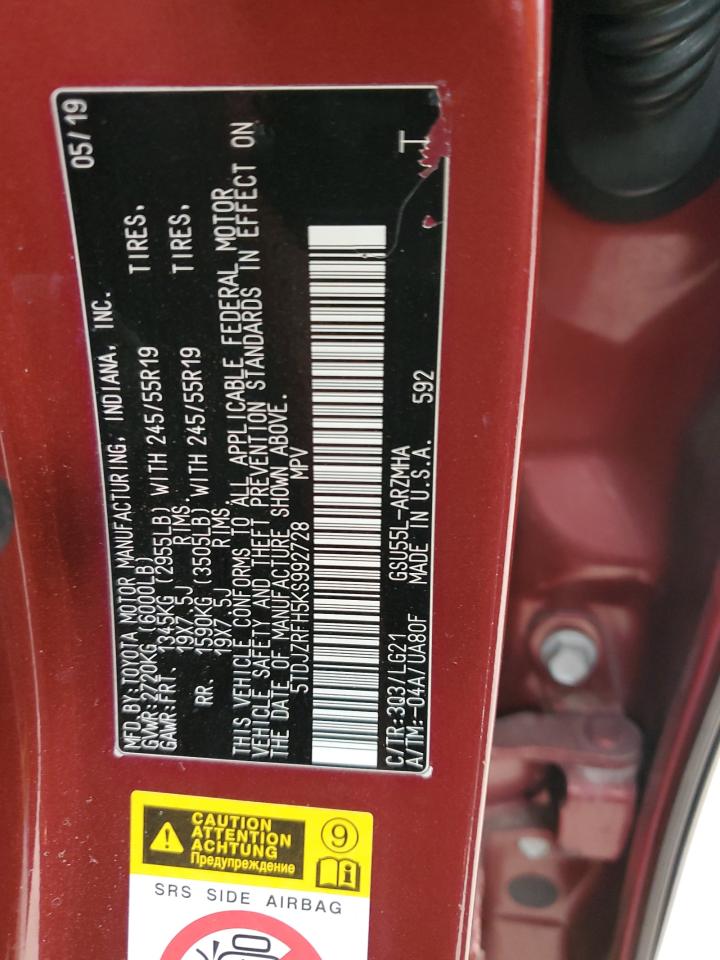 MFD. BY: TOYOTA MOTOR MANUFACTURING, INDIANA, INC. 05/19
GVWR: 2720KG (6000LB)
GAWR: FRT. 1345KG (2955LB) WITH 245/55R19 TIRES,
19X7.5J RIMS,
RR. 1590KG (3505LB) WITH 245/55R19 TIRES,
19X7.5J RIMS
THIS VEHICLE CONFORMS TO ALL APPLICABLE FEDERAL MOTOR
VEHICLE SAFETY AND THEFT PREVENTION STANDARDS IN EFFECT ON
THE DATE OF MANUFACTURE SHOWN ABOVE.
5TDJZRFH5KS992728 MPV
C/TR: 3Q3/LG21 GSU55L-ARZMHA T
A/TM: -04A/UA80F MADE IN U.S.A. 592
CAUTION
ATTENTION
ACHTUNG
Предупреждение
9
SRS SIDE AIRBAG